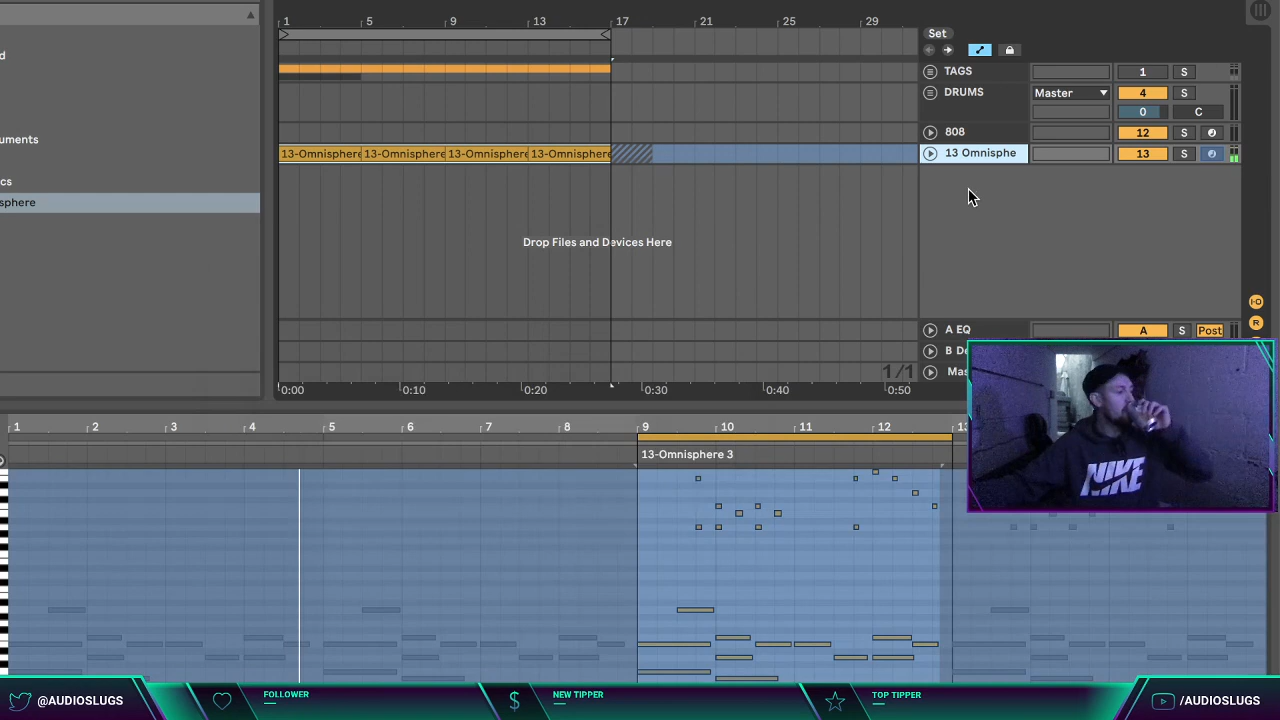 1 5 9 13 17 21 25 29
Set
TAGS 1 S
DRUMS Master 4 S
0 C
808 12 S
13-Omnisphere 13-Omnisphere 13-Omnisphere 13-Omnisphere 13 Omnisphe 13 S
uments
cs
sphere
Drop Files and Devices Here
A EQ A S Post
B De
Mas
1/1
0:00 0:10 0:20 0:30 0:40 0:50
I-O
R
1 2 3 4 5 6 7 8 9 10 11 12 13
13-Omnisphere 3
NIKE
@AUDIOSLUGS
FOLLOWER
NEW TIPPER
TOP TIPPER
/AUDIOSLUGS